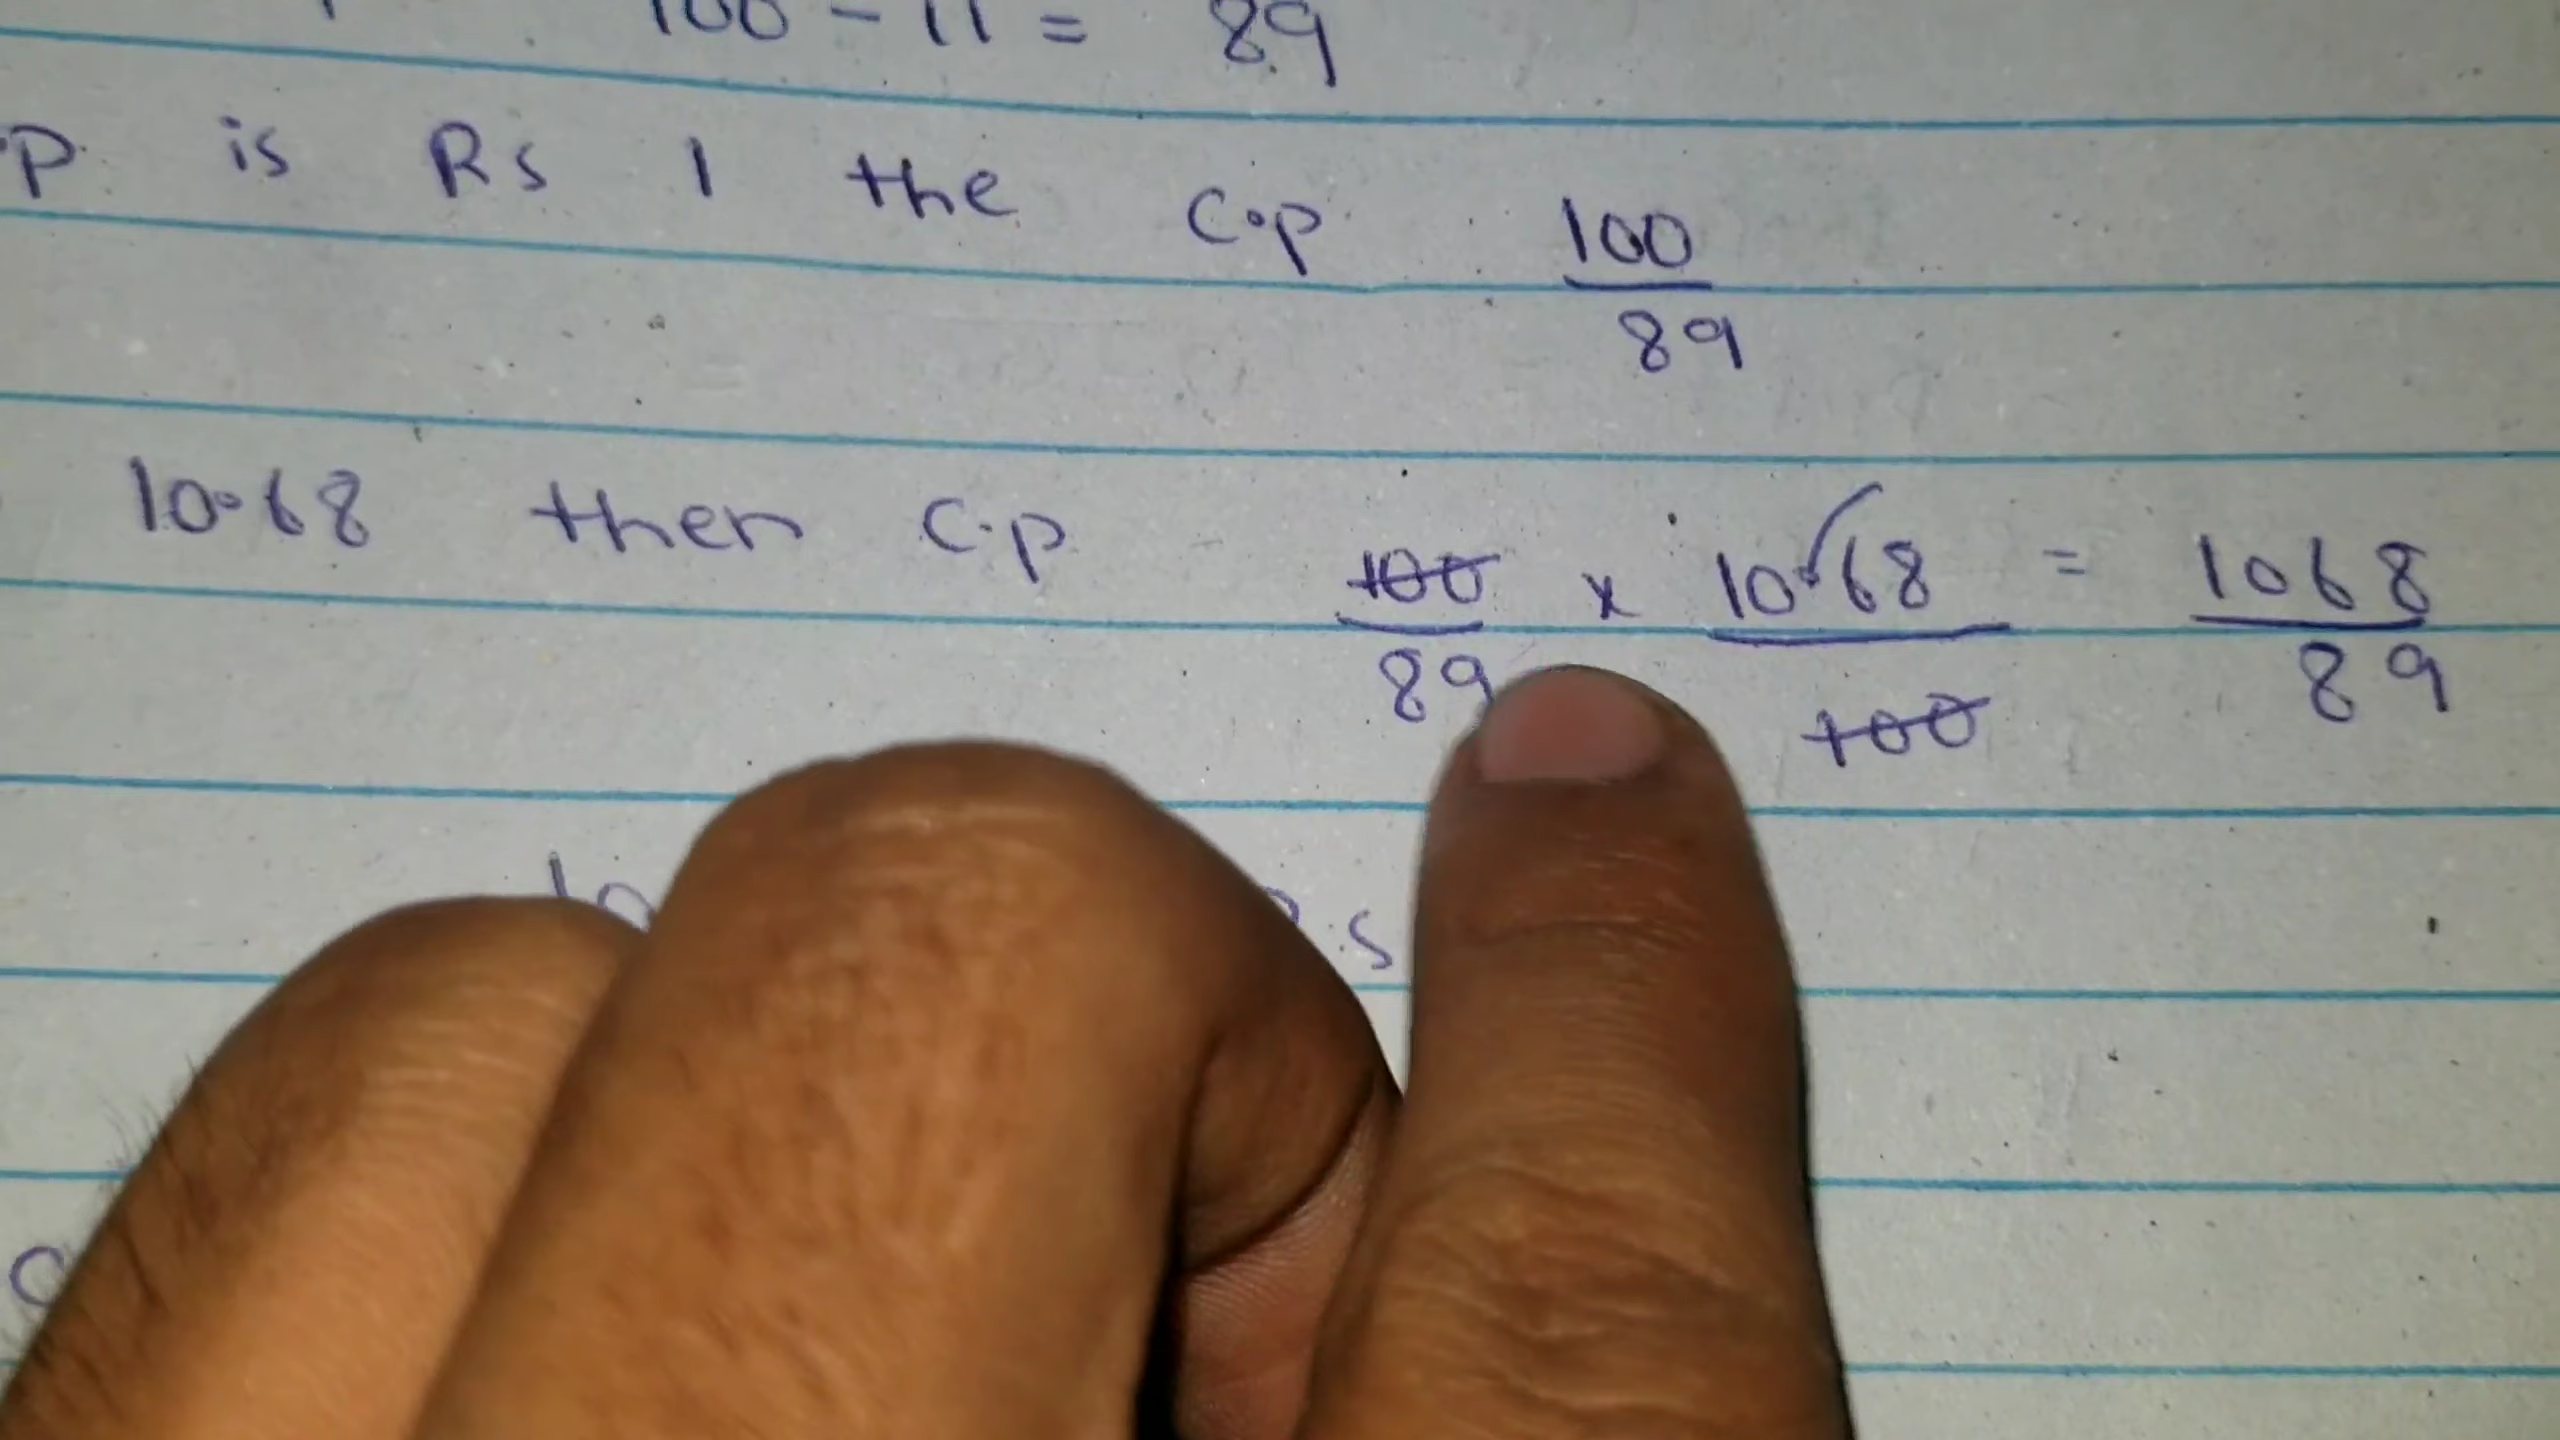 100 - 11 = 89
P is Rs 1 the C.P 100/89
10.68 then C.P 100/89 x 10.68/100 = 1068/89
s